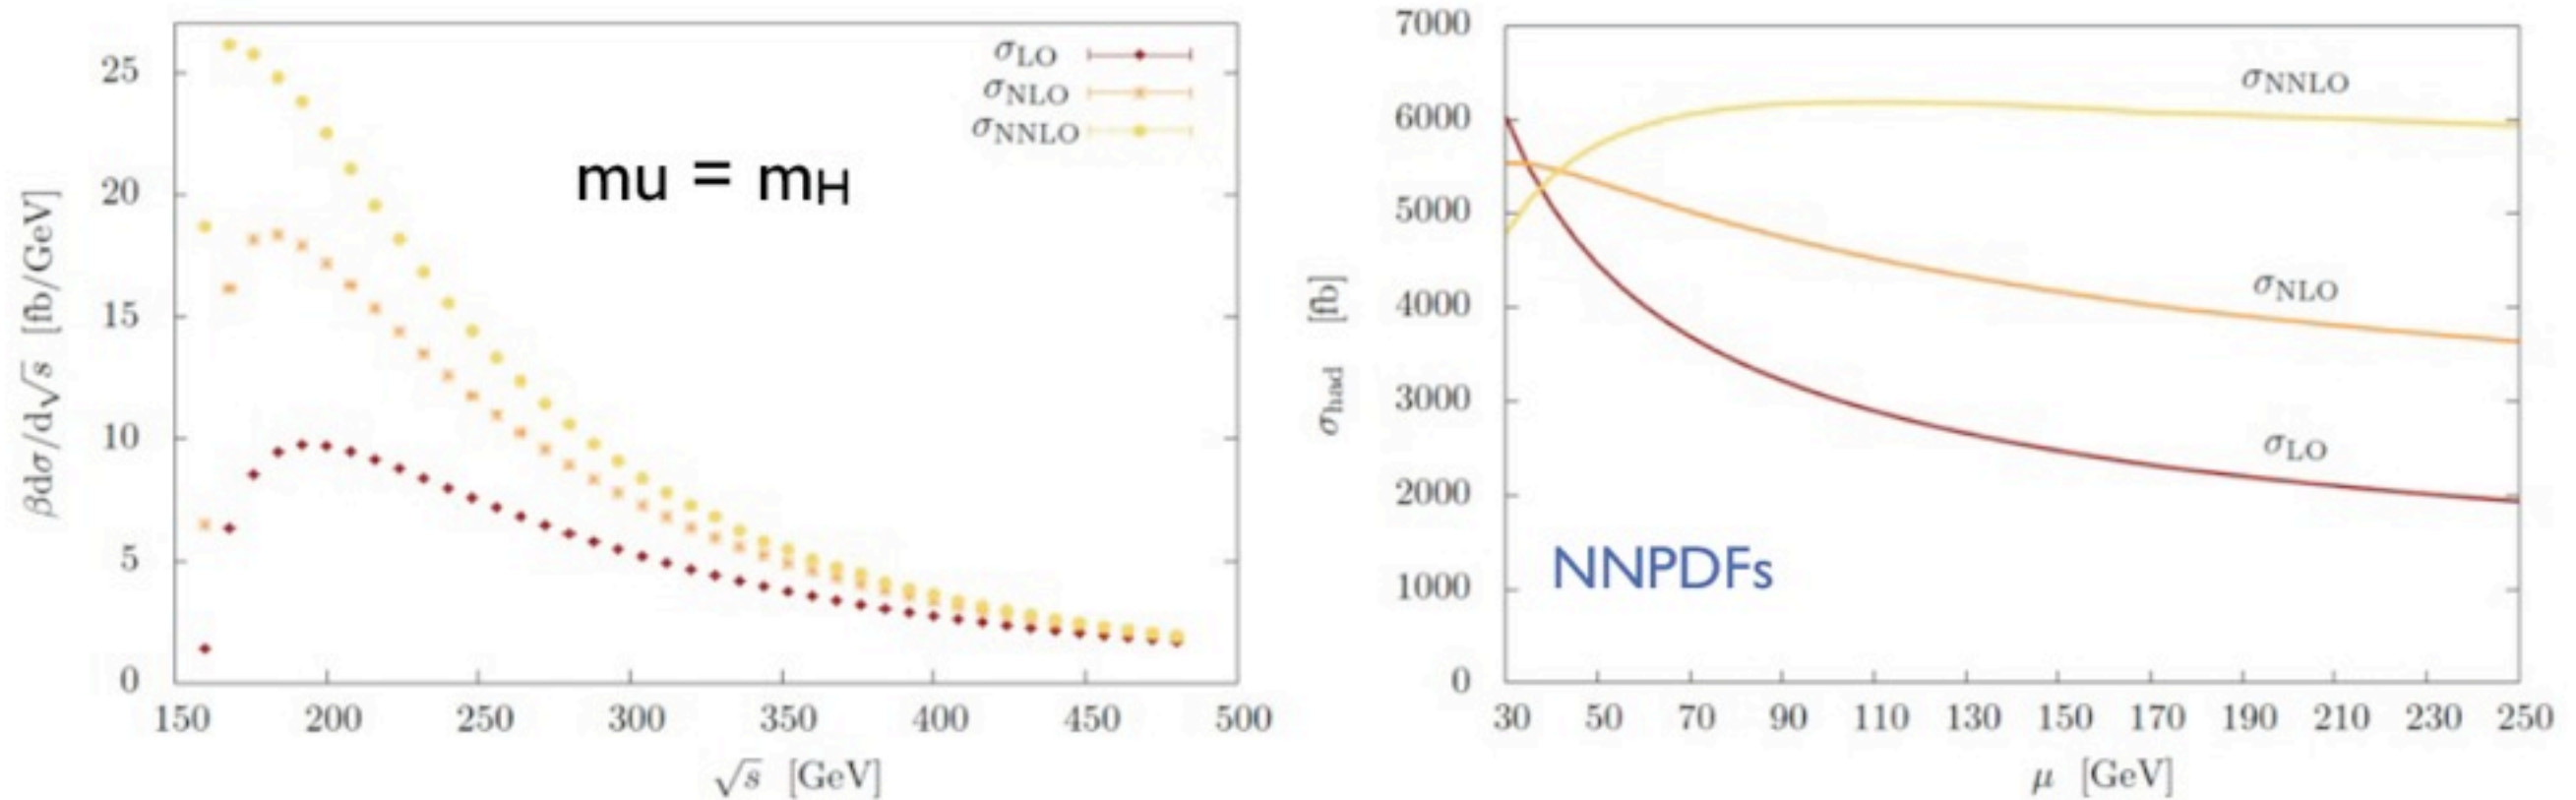 βdσ/d√s [fb/GeV]
25
20
15
10
5
0
150 200 250 300 350 400 450 500
√s [GeV]
σLO
σNLO
σNNLO
mu = mH
σhad [fb]
7000
6000
5000
4000
3000
2000
1000
0
30 50 70 90 110 130 150 170 190 210 230 250
μ [GeV]
σNNLO
σNLO
σLO
NNPDFs